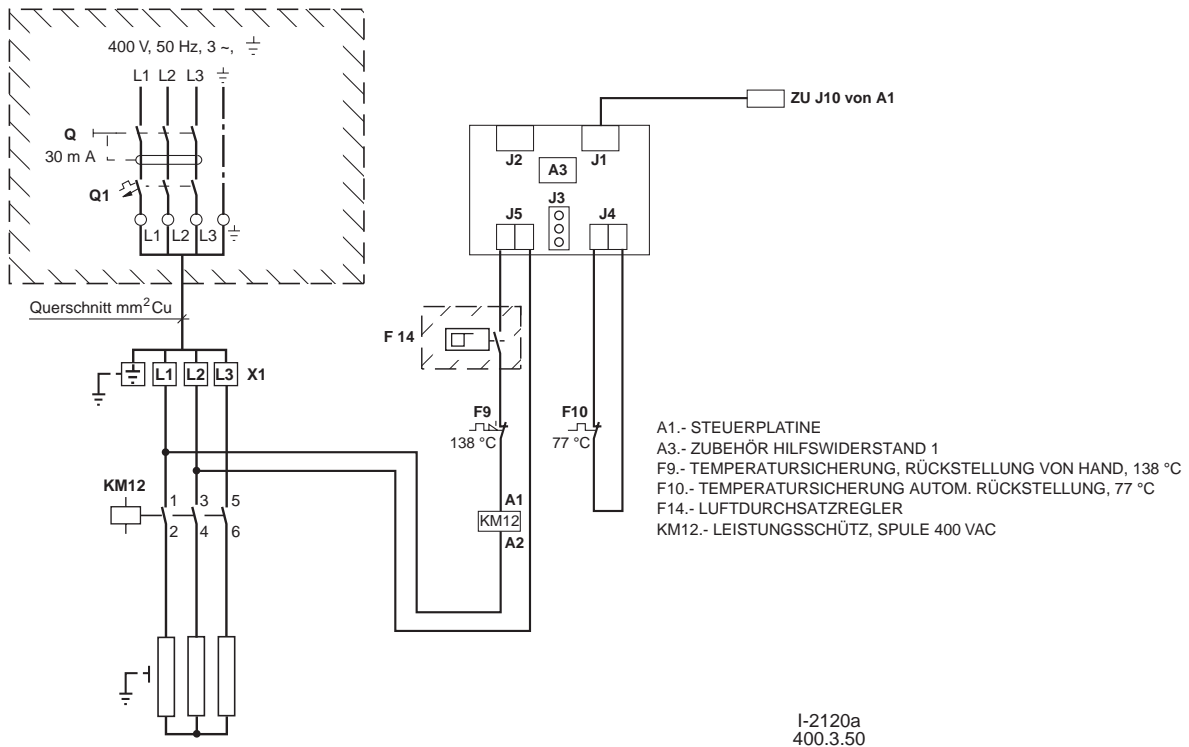 400 V, 50 Hz, 3 ~,
L1 L2 L3
Q
30 m A
Q1
L1 L2 L3
Querschnitt mm² Cu
L1 L2 L3 X1
KM12
1 3 5
2 4 6
ZU J10 von A1
J2 J1
A3
J3
J5 J4
F 14
F9
138 °C
F10
77 °C
A1
KM12
A2
A1.- STEUERPLATINE
A3.- ZUBEHÖR HILFSWIDERSTAND 1
F9.- TEMPERATURSICHERUNG, RÜCKSTELLUNG VON HAND, 138 °C
F10.- TEMPERATURSICHERUNG AUTOM. RÜCKSTELLUNG, 77 °C
F14.- LUFTDURCHSATZREGLER
KM12.- LEISTUNGSSCHÜTZ, SPULE 400 VAC
I-2120a
400.3.50